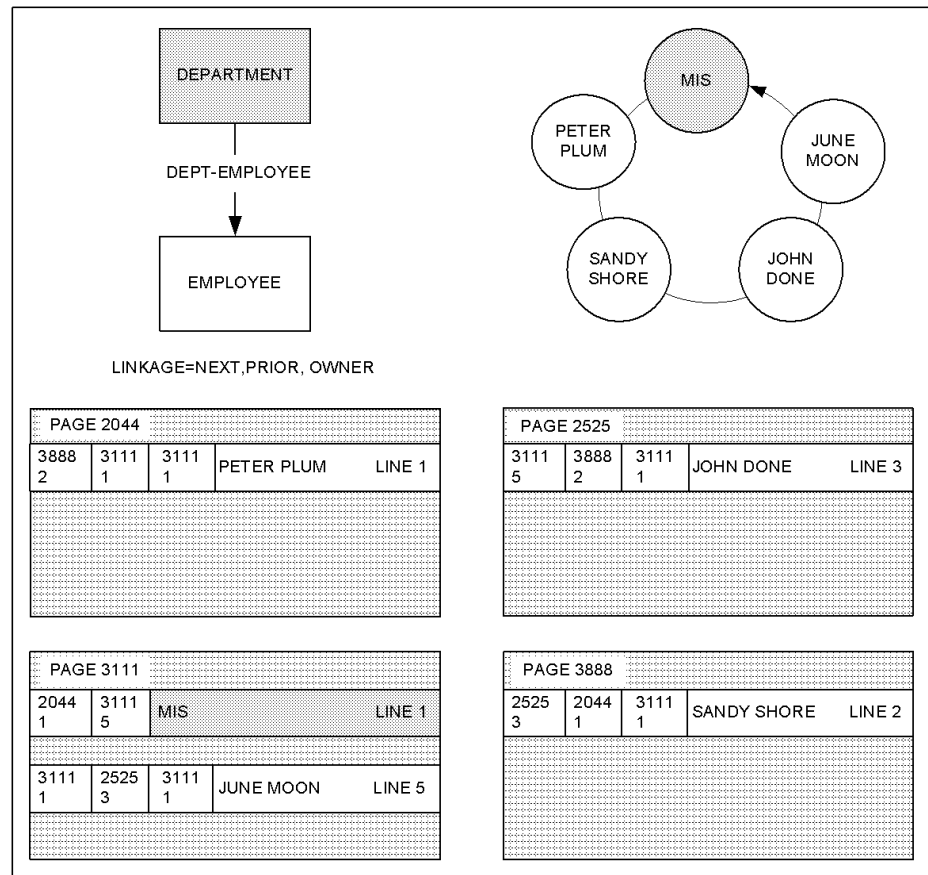 DEPARTMENT
DEPT-EMPLOYEE
EMPLOYEE
LINKAGE=NEXT,PRIOR, OWNER
MIS
PETER
PLUM
JUNE
MOON
SANDY
SHORE
JOHN
DONE
PAGE 2044
3888 3111 3111 PETER PLUM LINE 1
2 1 1
PAGE 2525
3111 3888 3111 JOHN DONE LINE 3
5 2 1
PAGE 3111
2044 3111 MIS LINE 1
1 5
3111 2525 3111 JUNE MOON LINE 5
1 3 1
PAGE 3888
2525 2044 3111 SANDY SHORE LINE 2
3 1 1